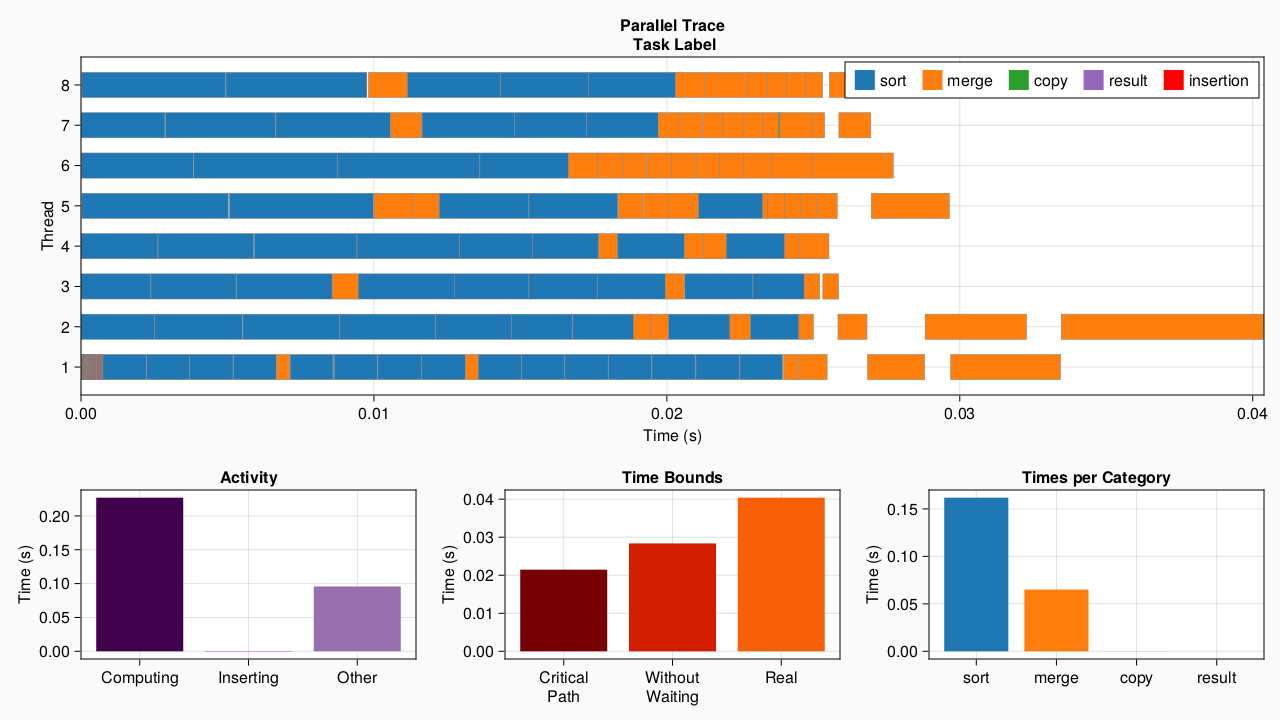 Parallel Trace
Task Label
sort merge copy result insertion
Thread
8
7
6
5
4
3
2
1
0.00 0.01 0.02 0.03 0.04
Time (s)
Activity
Time (s)
0.20
0.15
0.10
0.05
0.00
Computing Inserting Other
Time Bounds
Time (s)
0.04
0.03
0.02
0.01
0.00
Critical Path
Without Waiting
Real
Times per Category
Time (s)
0.15
0.10
0.05
0.00
sort merge copy result